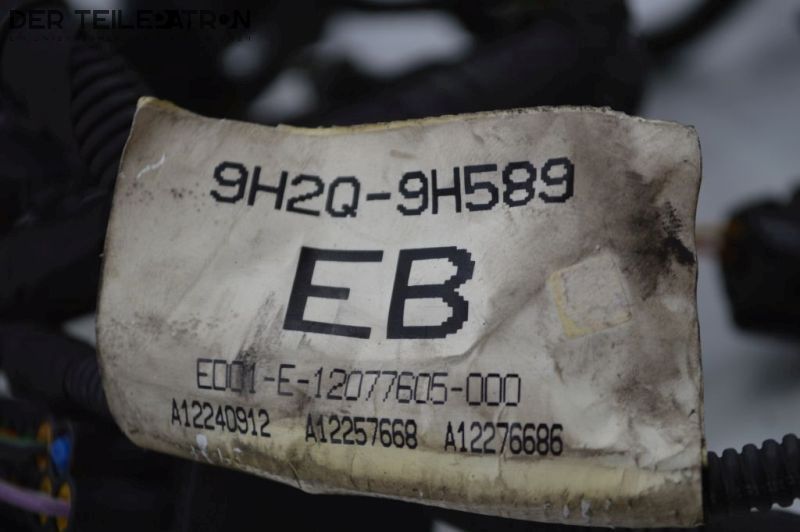 DER TEILEPATRON
9H2Q-9H589
EB
ED01-E-12077605-000
A12240912 A12257668 A12276686